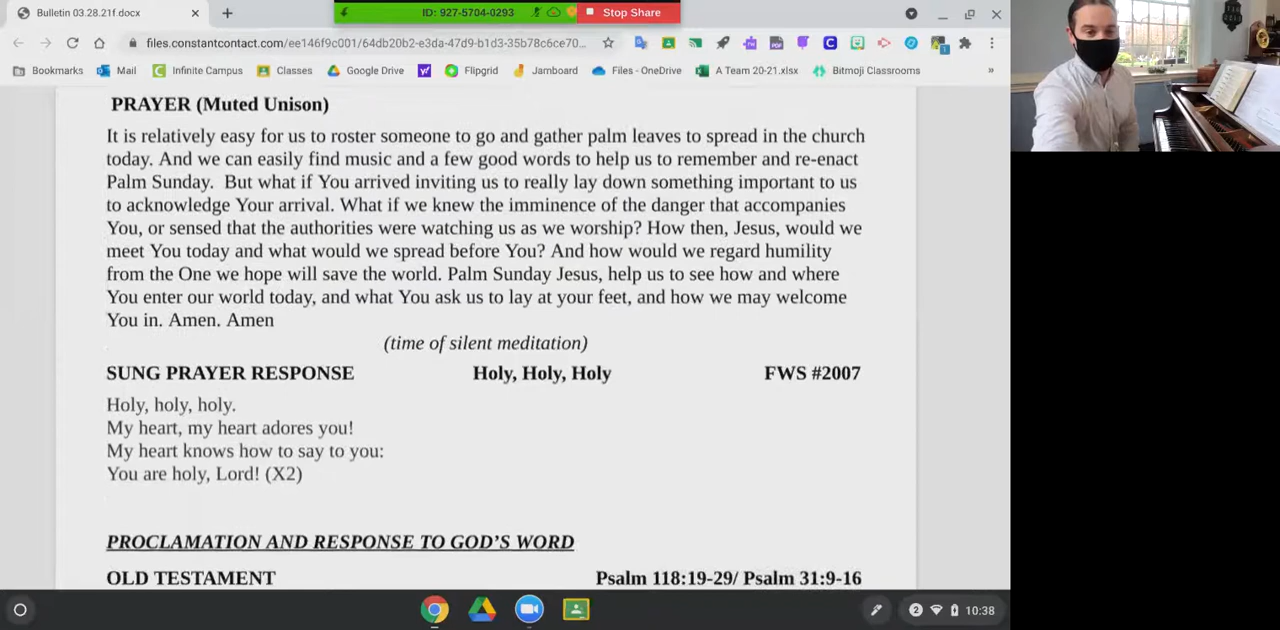 Bulletin 03.28.21f.docx
ID: 927-5704-0293
Stop Share
files.constantcontact.com/ee146f9c001/64db20b2-e3da-47d9-b1d3-35b78c6ce70...
Bookmarks Mail Infinite Campus Classes Google Drive Flipgrid Jamboard Files - OneDrive A Team 20-21.xlsx Bitmoji Classrooms »
PRAYER (Muted Unison)
It is relatively easy for us to roster someone to go and gather palm leaves to spread in the church
today. And we can easily find music and a few good words to help us to remember and re-enact
Palm Sunday. But what if You arrived inviting us to really lay down something important to us
to acknowledge Your arrival. What if we knew the imminence of the danger that accompanies
You, or sensed that the authorities were watching us as we worship? How then, Jesus, would we
meet You today and what would we spread before You? And how would we regard humility
from the One we hope will save the world. Palm Sunday Jesus, help us to see how and where
You enter our world today, and what You ask us to lay at your feet, and how we may welcome
You in. Amen. Amen
(time of silent meditation)
SUNG PRAYER RESPONSE Holy, Holy, Holy FWS #2007
Holy, holy, holy.
My heart, my heart adores you!
My heart knows how to say to you:
You are holy, Lord! (X2)
PROCLAMATION AND RESPONSE TO GOD'S WORD
OLD TESTAMENT Psalm 118:19-29/ Psalm 31:9-16
2 10:38